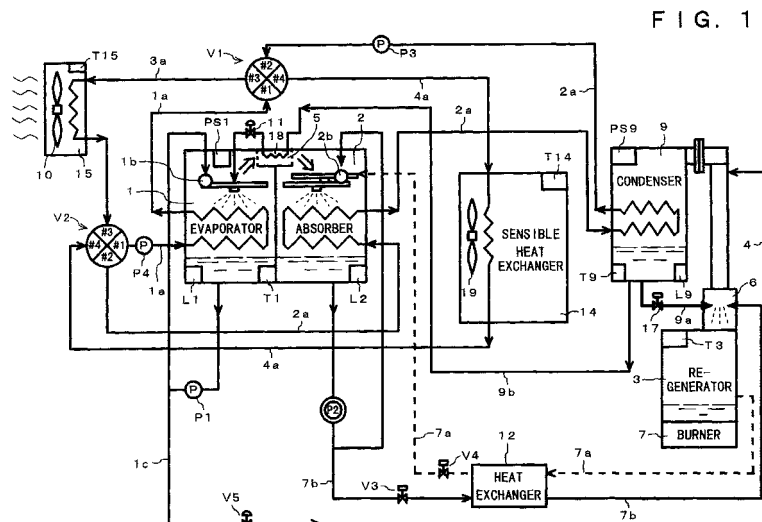 FIG. 1
T15
3a
V1
#2
#3 #4
#1
P
P3
4a
2a
1a
PS1
11
18
5
2
2b
2a
PS9
9
10
15
1b
1
T14
CONDENSER
V2
#3
#4 #1
#2
P
P4
1a
EVAPORATOR
ABSORBER
SENSIBLE
HEAT
EXCHANGER
19
14
4
6
T9
L9
17
9a
L1
T1
L2
2a
4a
9b
T3
3
RE-
GENERATOR
7
BURNER
P
P1
P2
7a
12
V4
7a
1c
7b
V3
HEAT
EXCHANGER
7b
V5